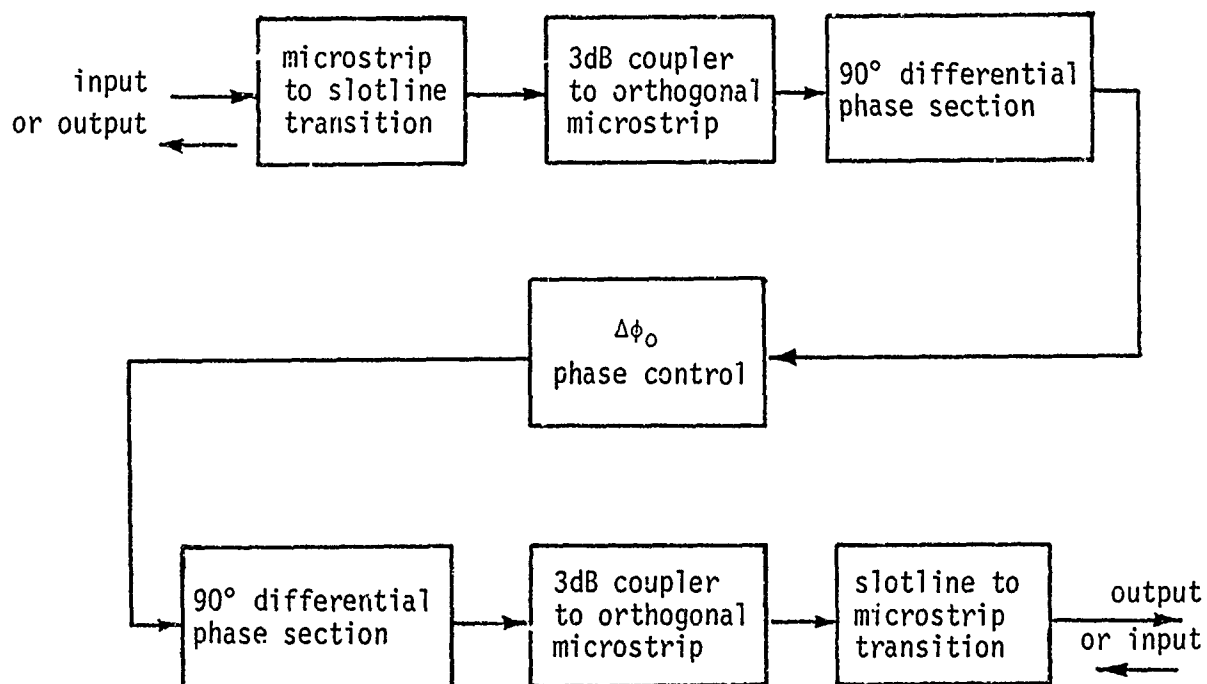 input
or output
microstrip
to slotline
transition
3dB coupler
to orthogonal
microstrip
90° differential
phase section
Δϕo
phase control
90° differential
phase section
3dB coupler
to orthogonal
microstrip
slotline to
microstrip
transition
output
or input